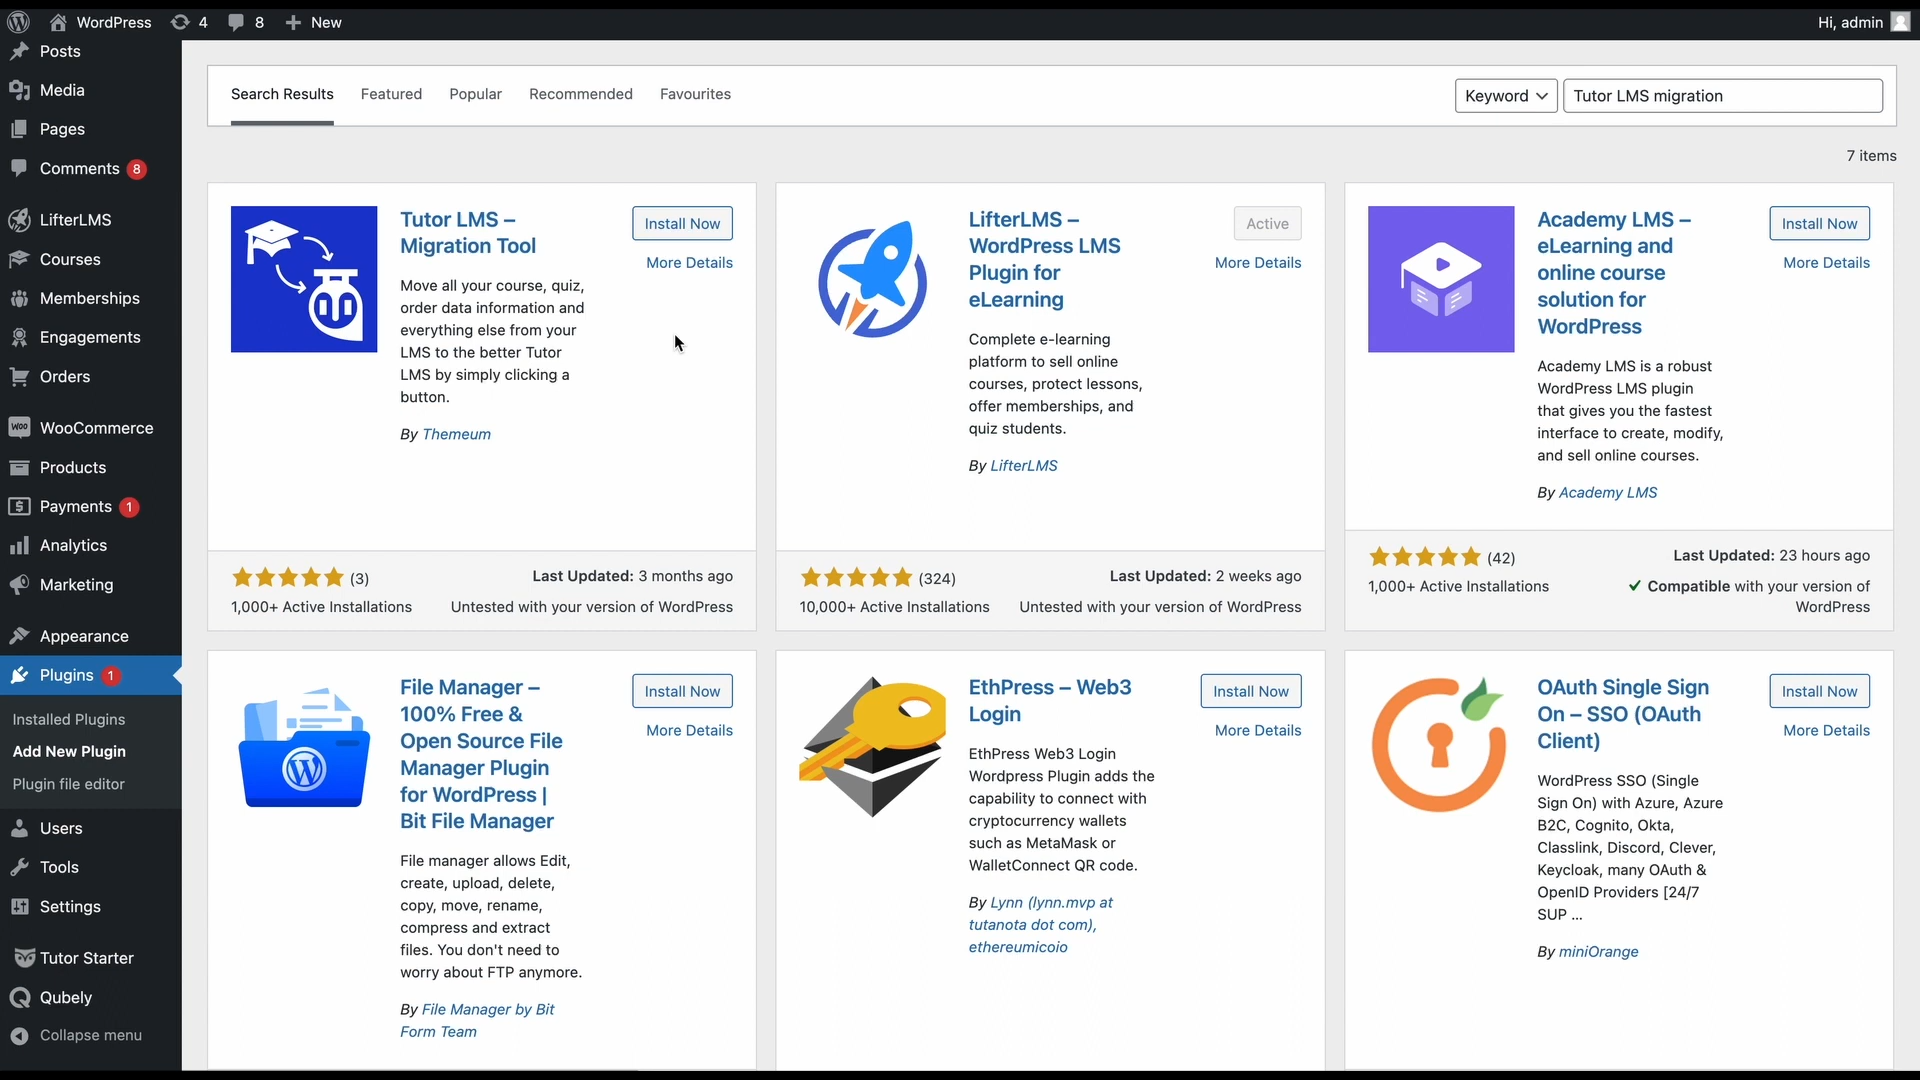 WordPress
4
8
New
Hi, admin
Posts
Media
Pages
Comments 8
LifterLMS
Courses
Memberships
Engagements
Orders
WooCommerce
Products
Payments 1
Analytics
Marketing
Appearance
Plugins 1
Installed Plugins
Add New Plugin
Plugin file editor
Users
Tools
Settings
Tutor Starter
Qubely
Collapse menu
Search Results
Featured
Popular
Recommended
Favourites
Keyword
Tutor LMS migration
7 items
Tutor LMS –
Migration Tool
Install Now
More Details
Move all your course, quiz,
order data information and
everything else from your
LMS to the better Tutor
LMS by simply clicking a
button.
By Themeum
(3)
1,000+ Active Installations
Last Updated: 3 months ago
Untested with your version of WordPress
LifterLMS –
WordPress LMS
Plugin for
eLearning
Active
More Details
Complete e-learning
platform to sell online
courses, protect lessons,
offer memberships, and
quiz students.
By LifterLMS
(324)
10,000+ Active Installations
Last Updated: 2 weeks ago
Untested with your version of WordPress
Academy LMS –
eLearning and
online course
solution for
WordPress
Install Now
More Details
Academy LMS is a robust
WordPress LMS plugin
that gives you the fastest
interface to create, modify,
and sell online courses.
By Academy LMS
(42)
1,000+ Active Installations
Last Updated: 23 hours ago
Compatible with your version of
WordPress
File Manager –
100% Free &
Open Source File
Manager Plugin
for WordPress |
Bit File Manager
Install Now
More Details
File manager allows Edit,
create, upload, delete,
copy, move, rename,
compress and extract
files. You don't need to
worry about FTP anymore.
By File Manager by Bit
Form Team
EthPress – Web3
Login
Install Now
More Details
EthPress Web3 Login
Wordpress Plugin adds the
capability to connect with
cryptocurrency wallets
such as MetaMask or
WalletConnect QR code.
By Lynn (lynn.mvp at
tutanota dot com),
ethereumicoio
OAuth Single Sign
On – SSO (OAuth
Client)
Install Now
More Details
WordPress SSO (Single
Sign On) with Azure, Azure
B2C, Cognito, Okta,
Classlink, Discord, Clever,
Keycloak, many OAuth &
OpenID Providers [24/7
SUP ...
By miniOrange